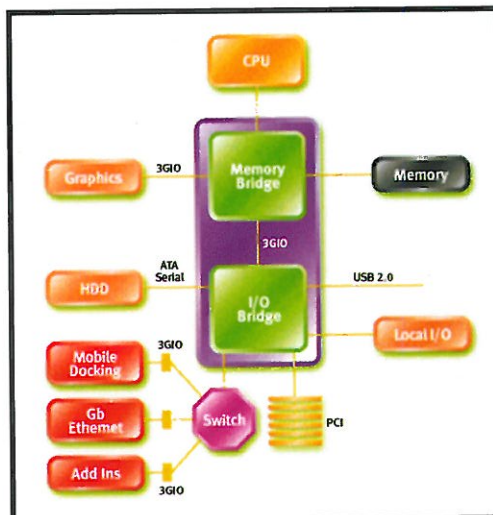 CPU
3GIO
Graphics
Memory
Bridge
Memory
3GIO
ATA
Serial
USB 2.0
HDD
I/O
Bridge
Local I/O
3GIO
Mobile
Docking
Gb
Ethernet
Switch
PCI
Add Ins
3GIO